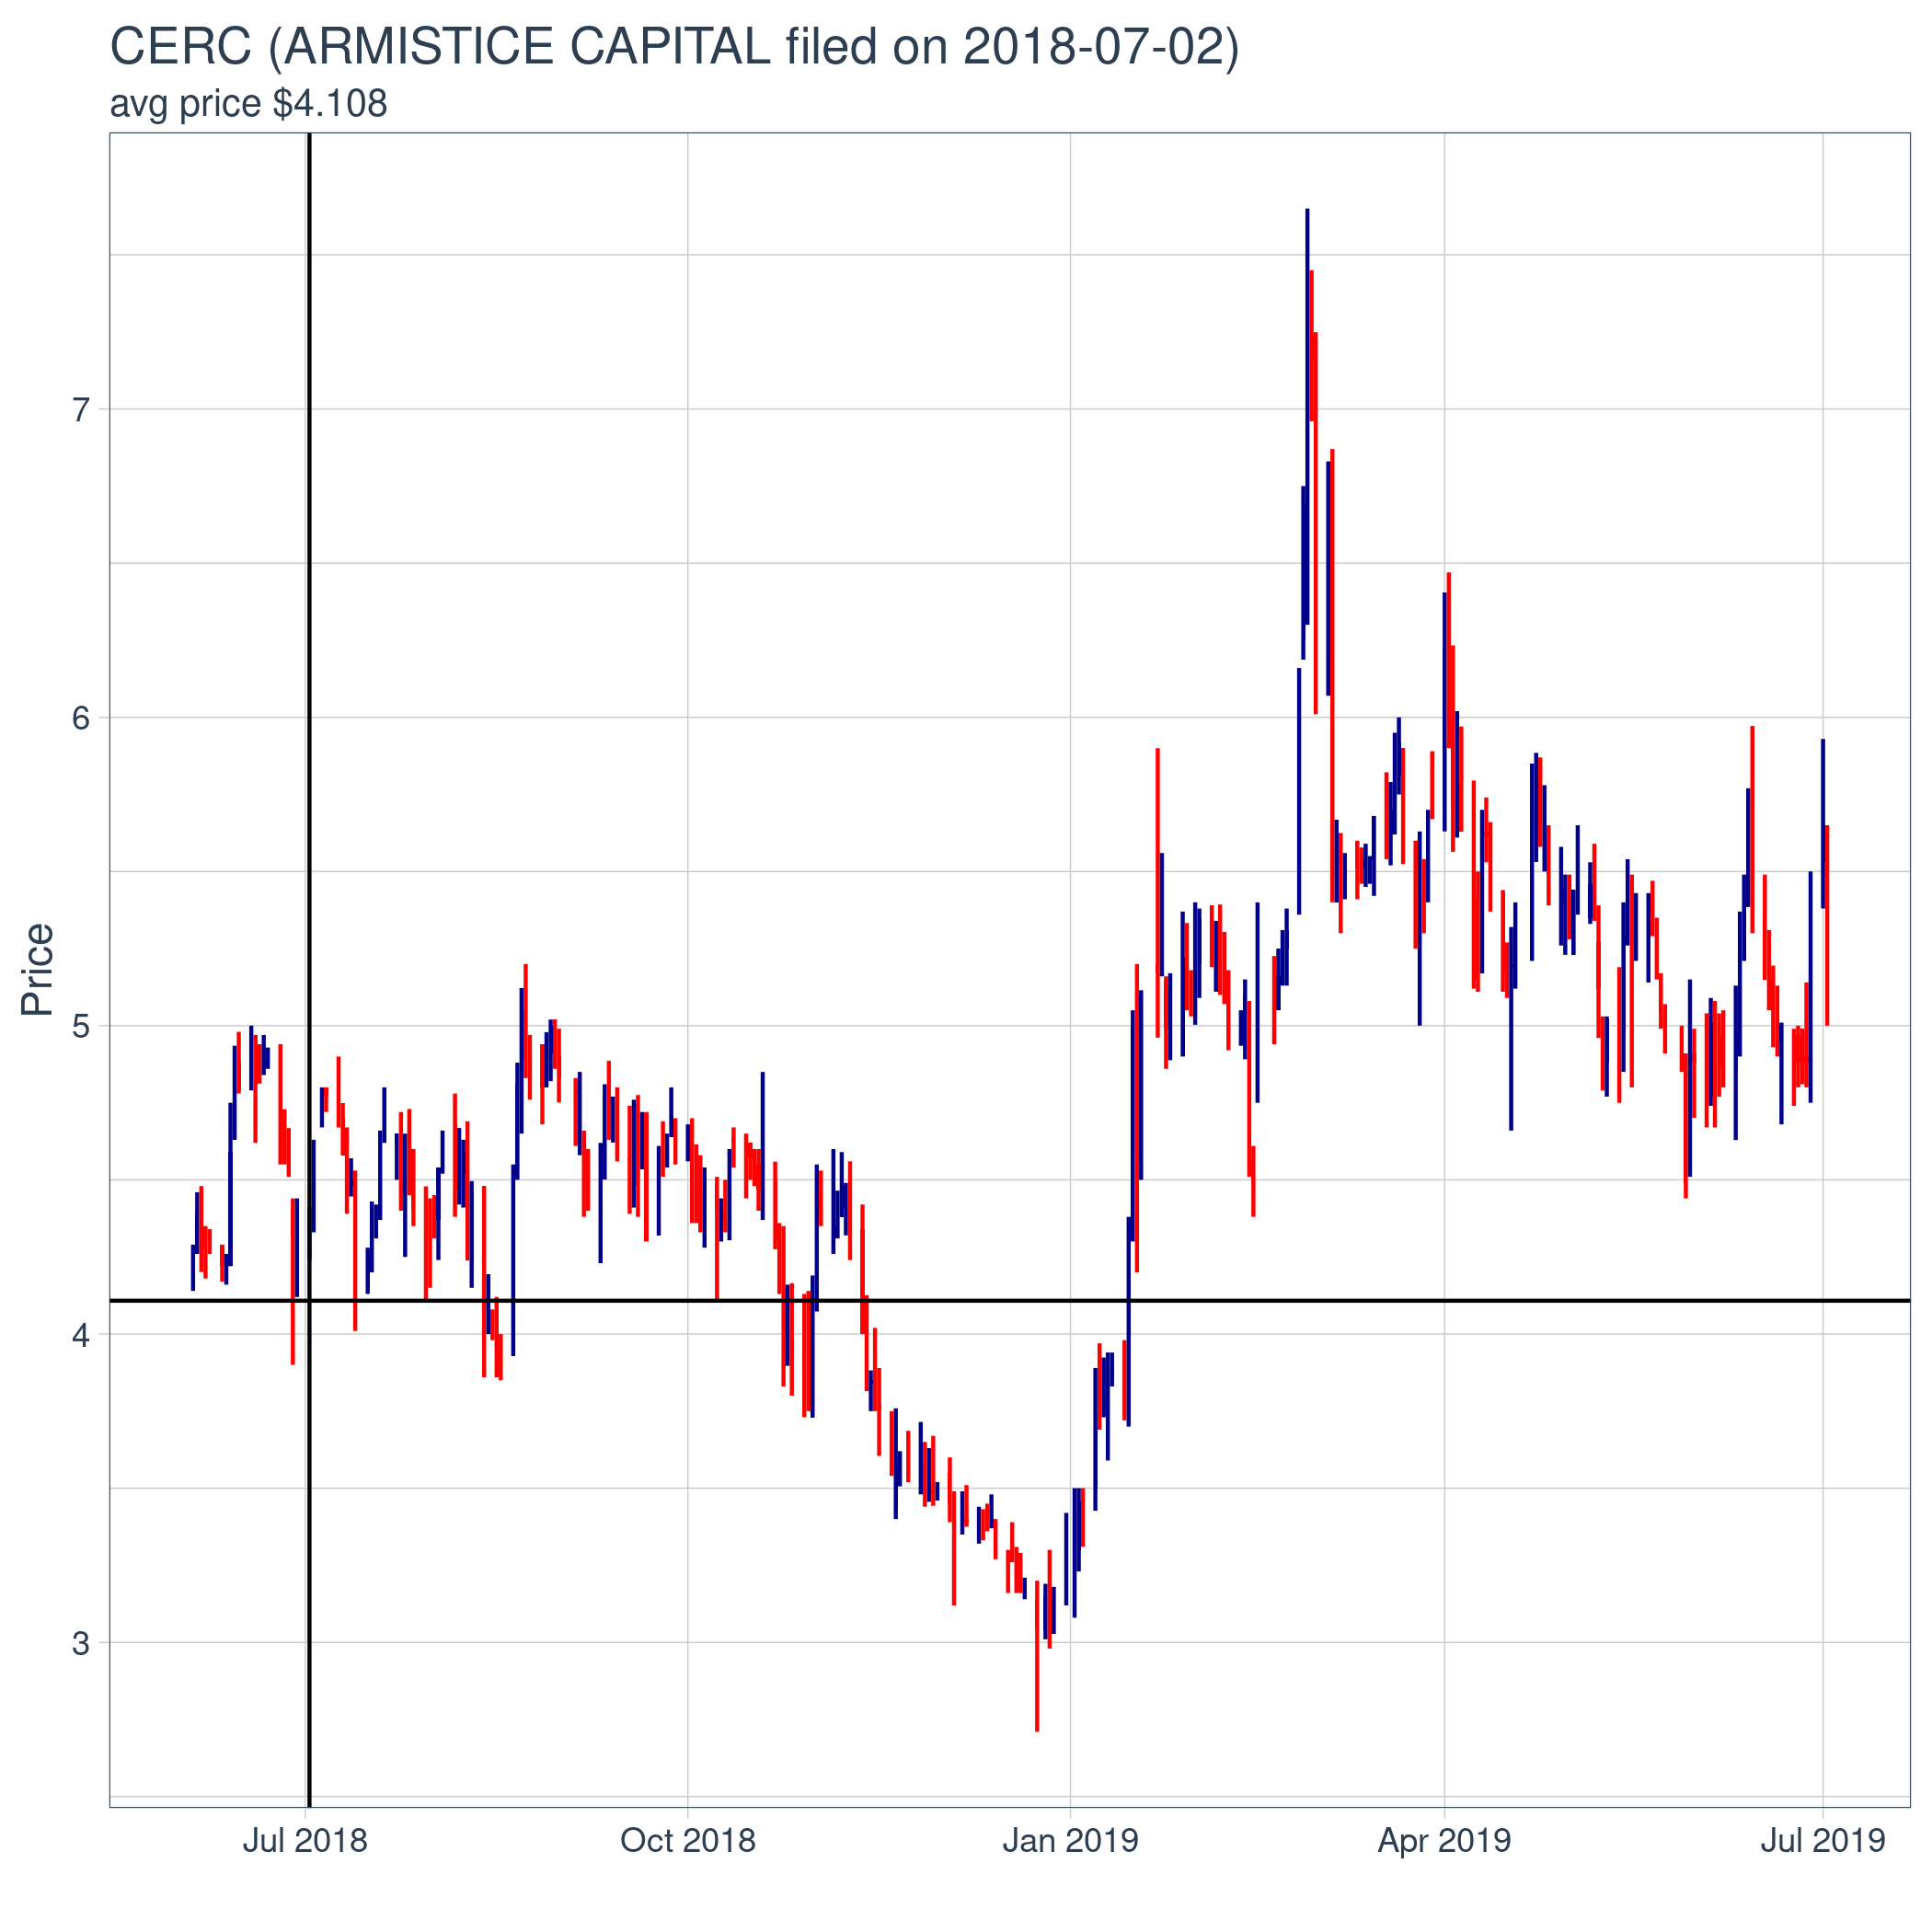 CERC (ARMISTICE CAPITAL filed on 2018-07-02)
avg price $4.108
Price
7
6
5
4
3
Jul 2018 Oct 2018 Jan 2019 Apr 2019 Jul 2019